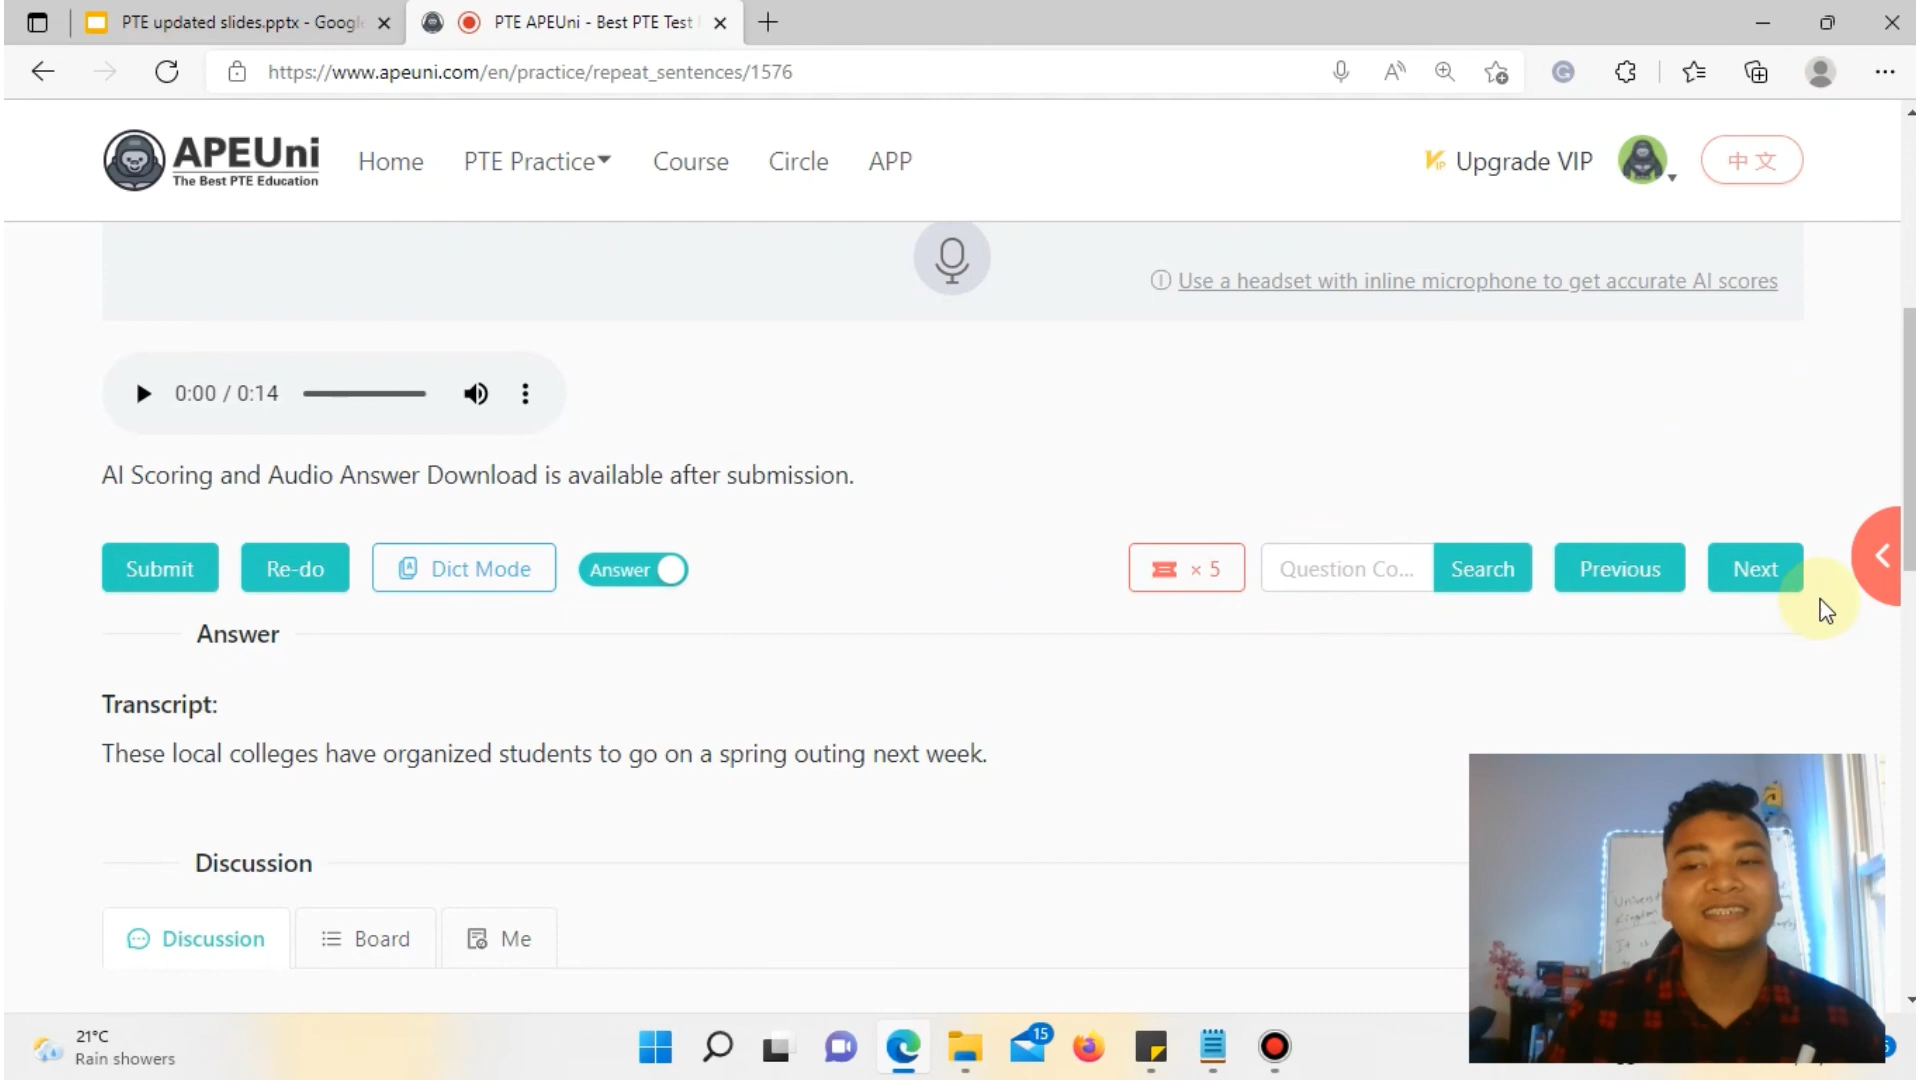 PTE updated slides.pptx - Google
PTE APEUni - Best PTE Test
https://www.apeuni.com/en/practice/repeat_sentences/1576
APEUni
The Best PTE Education
Home
PTE Practice
Course
Circle
APP
VIP
Upgrade VIP
中文
Use a headset with inline microphone to get accurate AI scores
0:00 / 0:14
AI Scoring and Audio Answer Download is available after submission.
Submit
Re-do
Dict Mode
Answer
× 5
Question Co...
Search
Previous
Next
Answer
Transcript:
These local colleges have organized students to go on a spring outing next week.
Discussion
Discussion
Board
Me
21°C
Rain showers
15